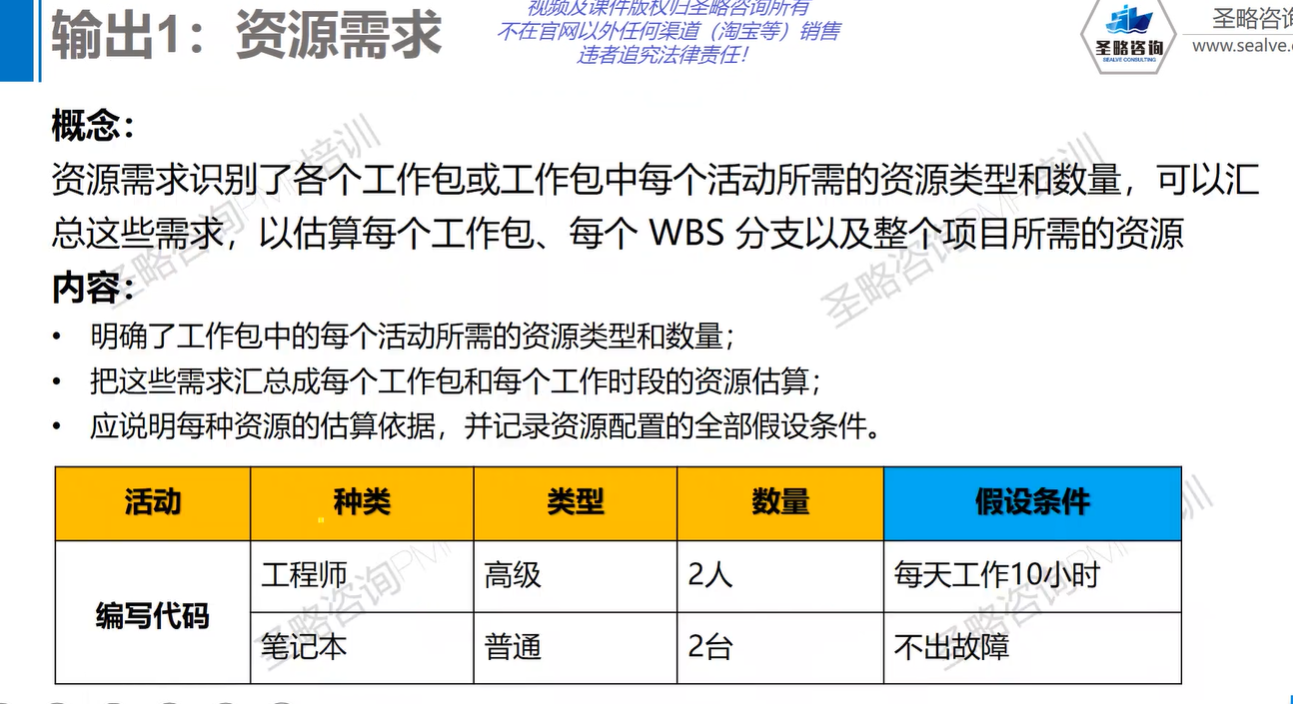 输出1：资源需求
视频及课件版权归圣略咨询所有
不在官网以外任何渠道（淘宝等）销售
违者追究法律责任！
圣略咨询
SEALVE CONSULTING
圣略咨询
www.sealve.
概念：
资源需求识别了各个工作包或工作包中每个活动所需的资源类型和数量，可以汇
总这些需求，以估算每个工作包、每个 WBS 分支以及整个项目所需的资源
内容：
• 明确了工作包中的每个活动所需的资源类型和数量；
• 把这些需求汇总成每个工作包和每个工作时段的资源估算；
• 应说明每种资源的估算依据，并记录资源配置的全部假设条件。
活动 种类 类型 数量 假设条件
编写代码
工程师 高级 2人 每天工作10小时
笔记本 普通 2台 不出故障
圣略咨询PMP培训
圣略咨询PMP培训
圣略咨询PMP
圣略咨询PMP培训